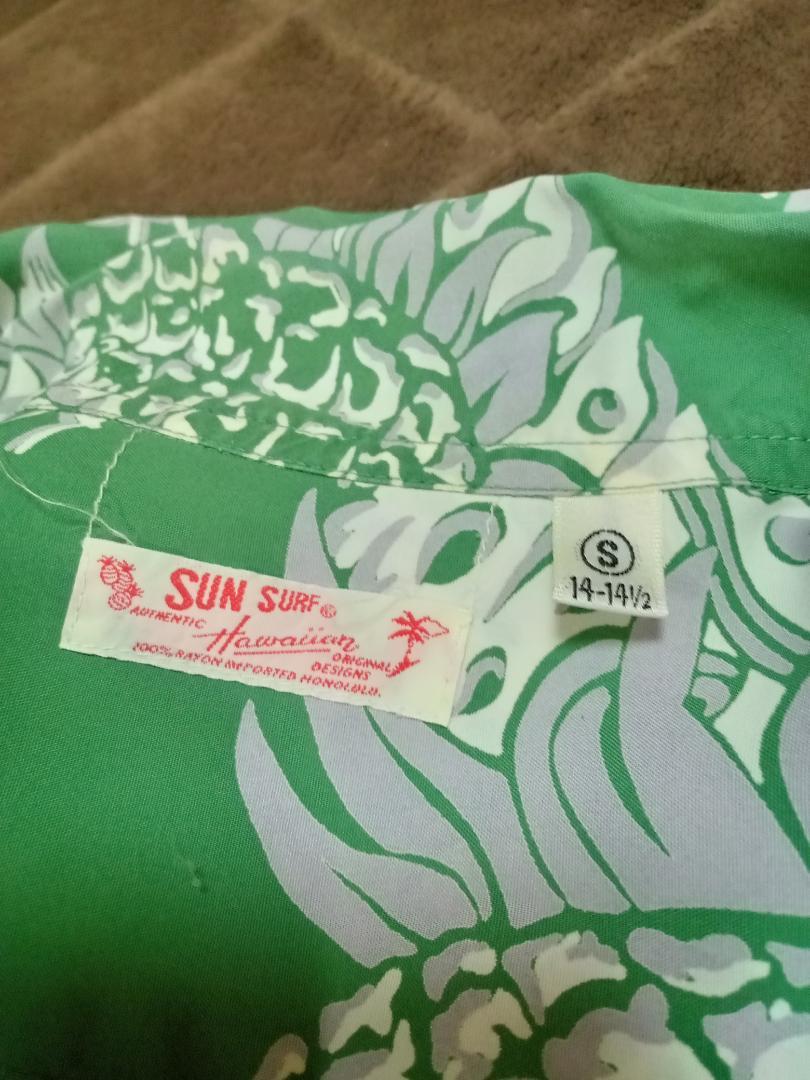 SUN SURF®
AUTHENTIC
Hawaiian
ORIGINAL
DESIGNS
100% RAYON IMPORTED HONOLULU.
S
14-14½